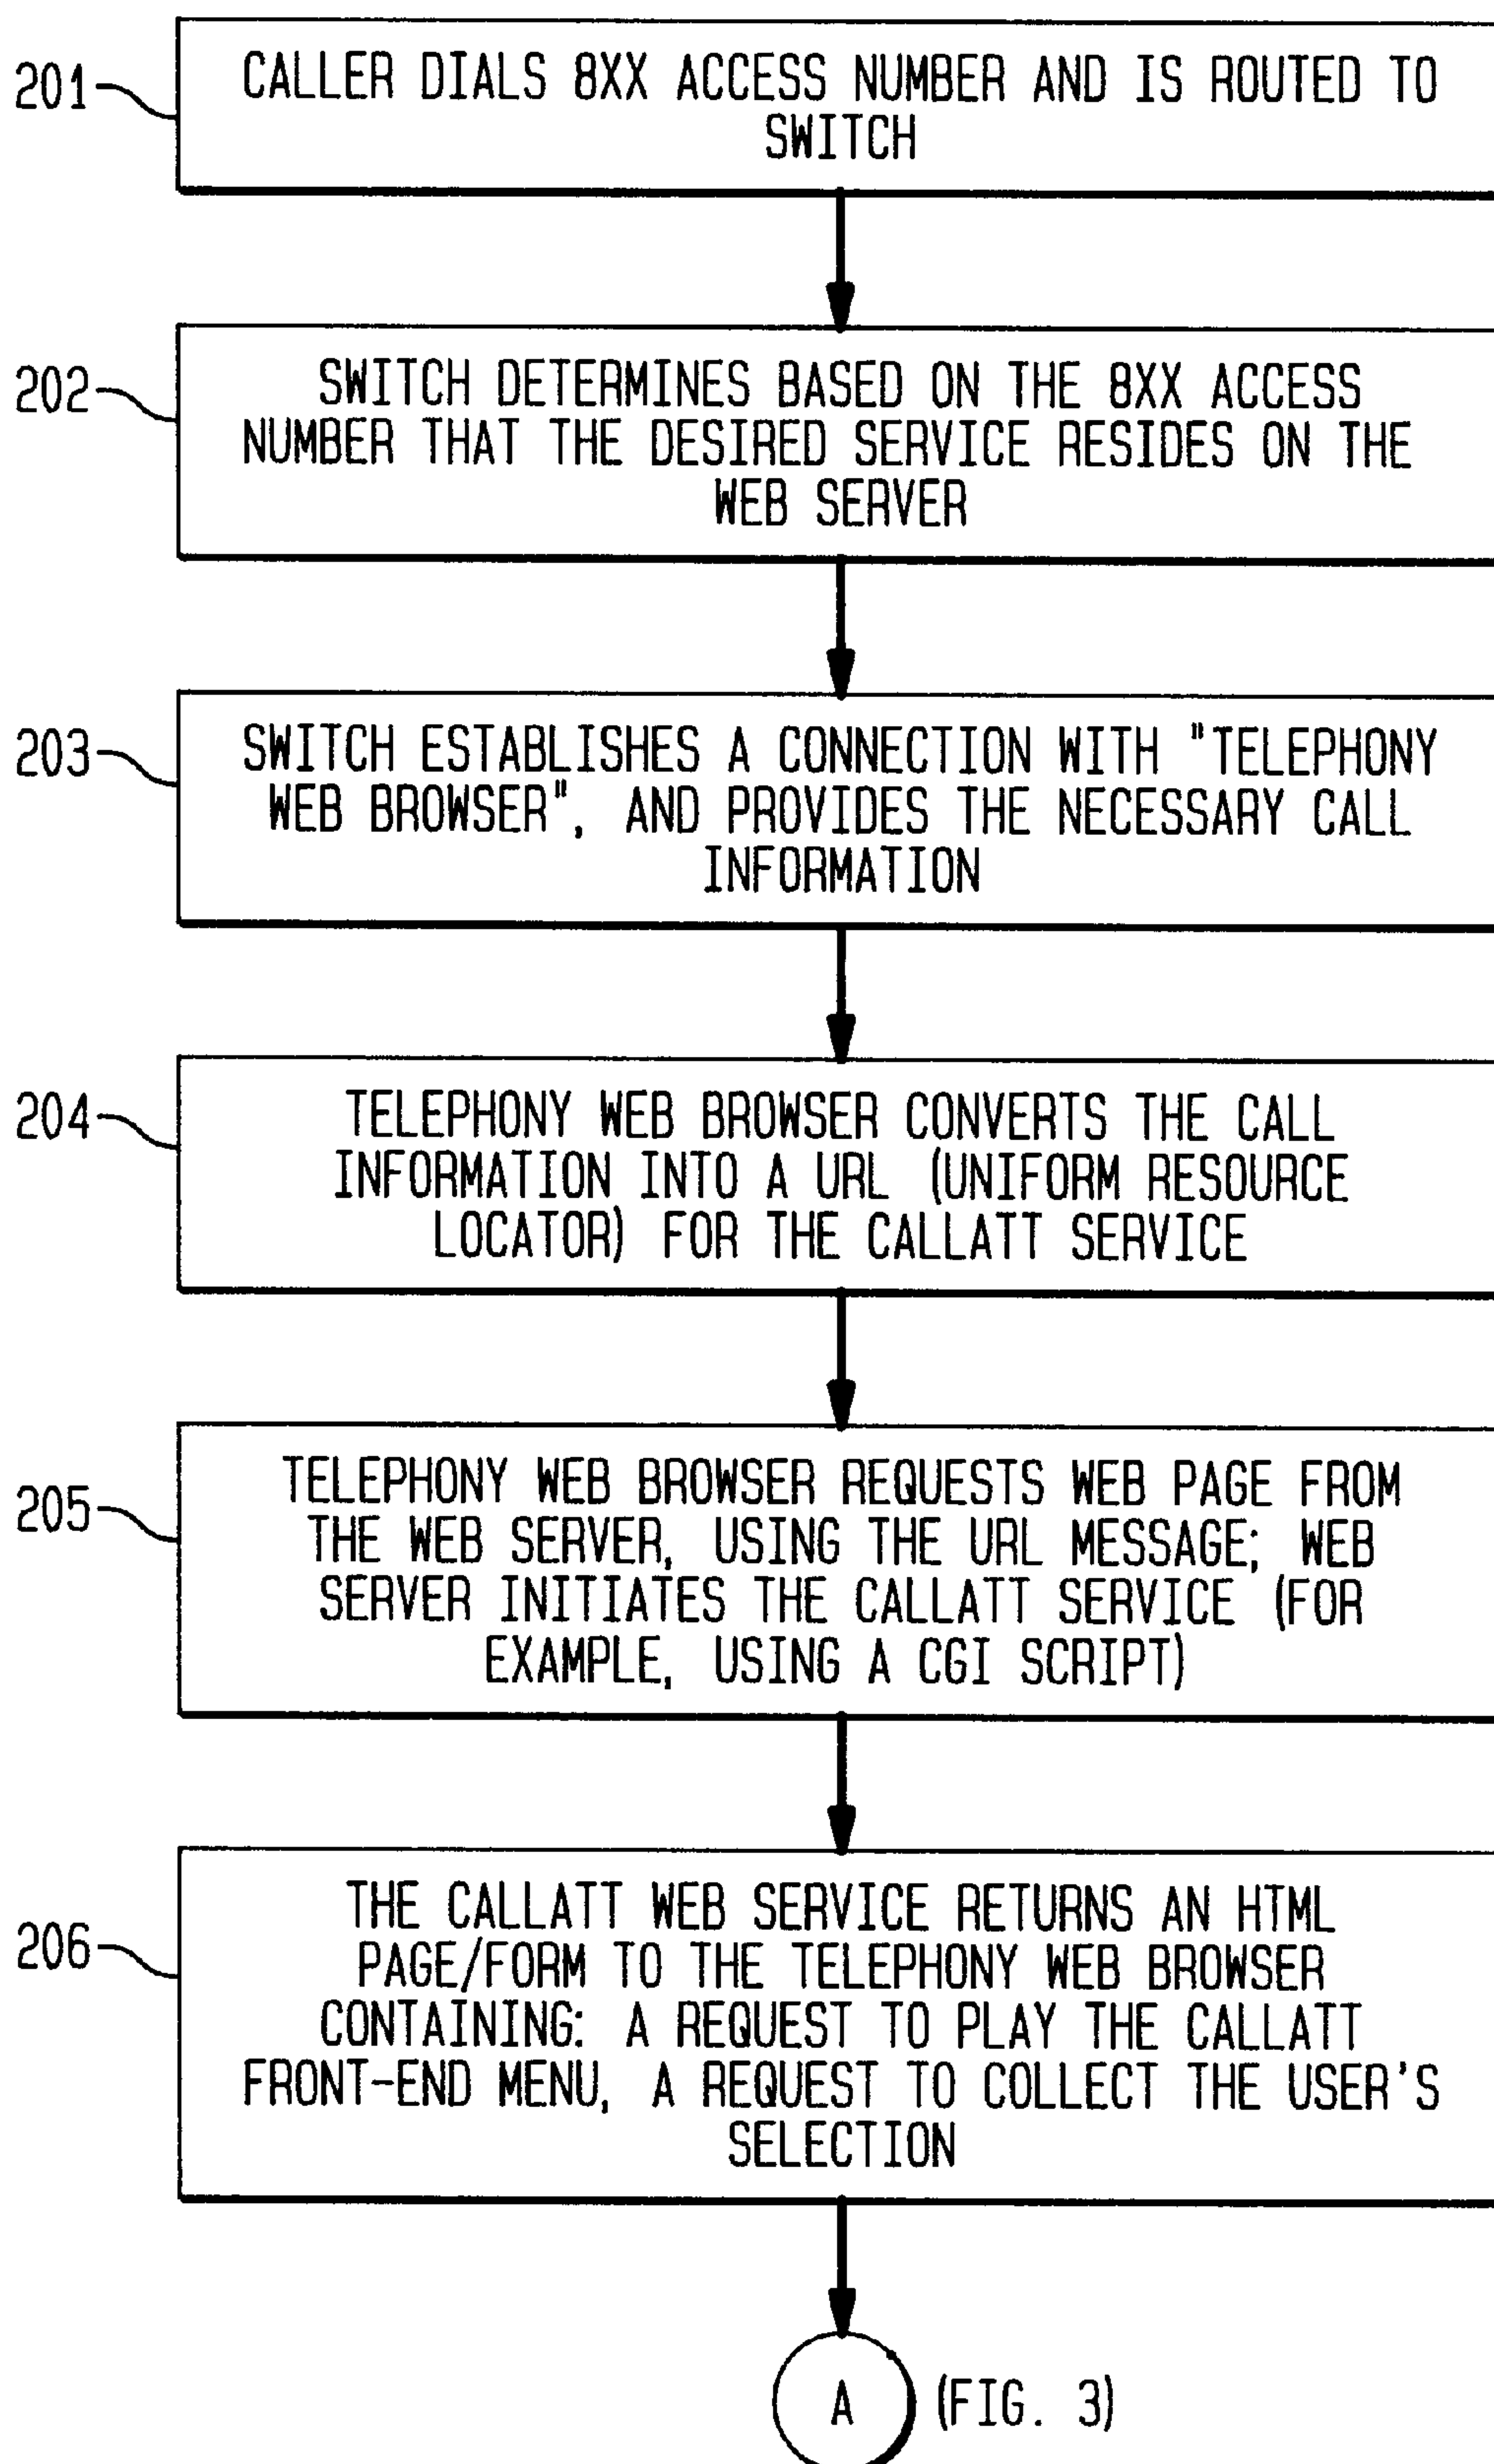 201
CALLER DIALS 8XX ACCESS NUMBER AND IS ROUTED TO
SWITCH
202
SWITCH DETERMINES BASED ON THE 8XX ACCESS
NUMBER THAT THE DESIRED SERVICE RESIDES ON THE
WEB SERVER
203
SWITCH ESTABLISHES A CONNECTION WITH "TELEPHONY
WEB BROWSER", AND PROVIDES THE NECESSARY CALL
INFORMATION
204
TELEPHONY WEB BROWSER CONVERTS THE CALL
INFORMATION INTO A URL (UNIFORM RESOURCE
LOCATOR) FOR THE CALLATT SERVICE
205
TELEPHONY WEB BROWSER REQUESTS WEB PAGE FROM
THE WEB SERVER, USING THE URL MESSAGE; WEB
SERVER INITIATES THE CALLATT SERVICE (FOR
EXAMPLE, USING A CGI SCRIPT)
206
THE CALLATT WEB SERVICE RETURNS AN HTML
PAGE/FORM TO THE TELEPHONY WEB BROWSER
CONTAINING: A REQUEST TO PLAY THE CALLATT
FRONT-END MENU, A REQUEST TO COLLECT THE USER'S
SELECTION
A (FIG. 3)